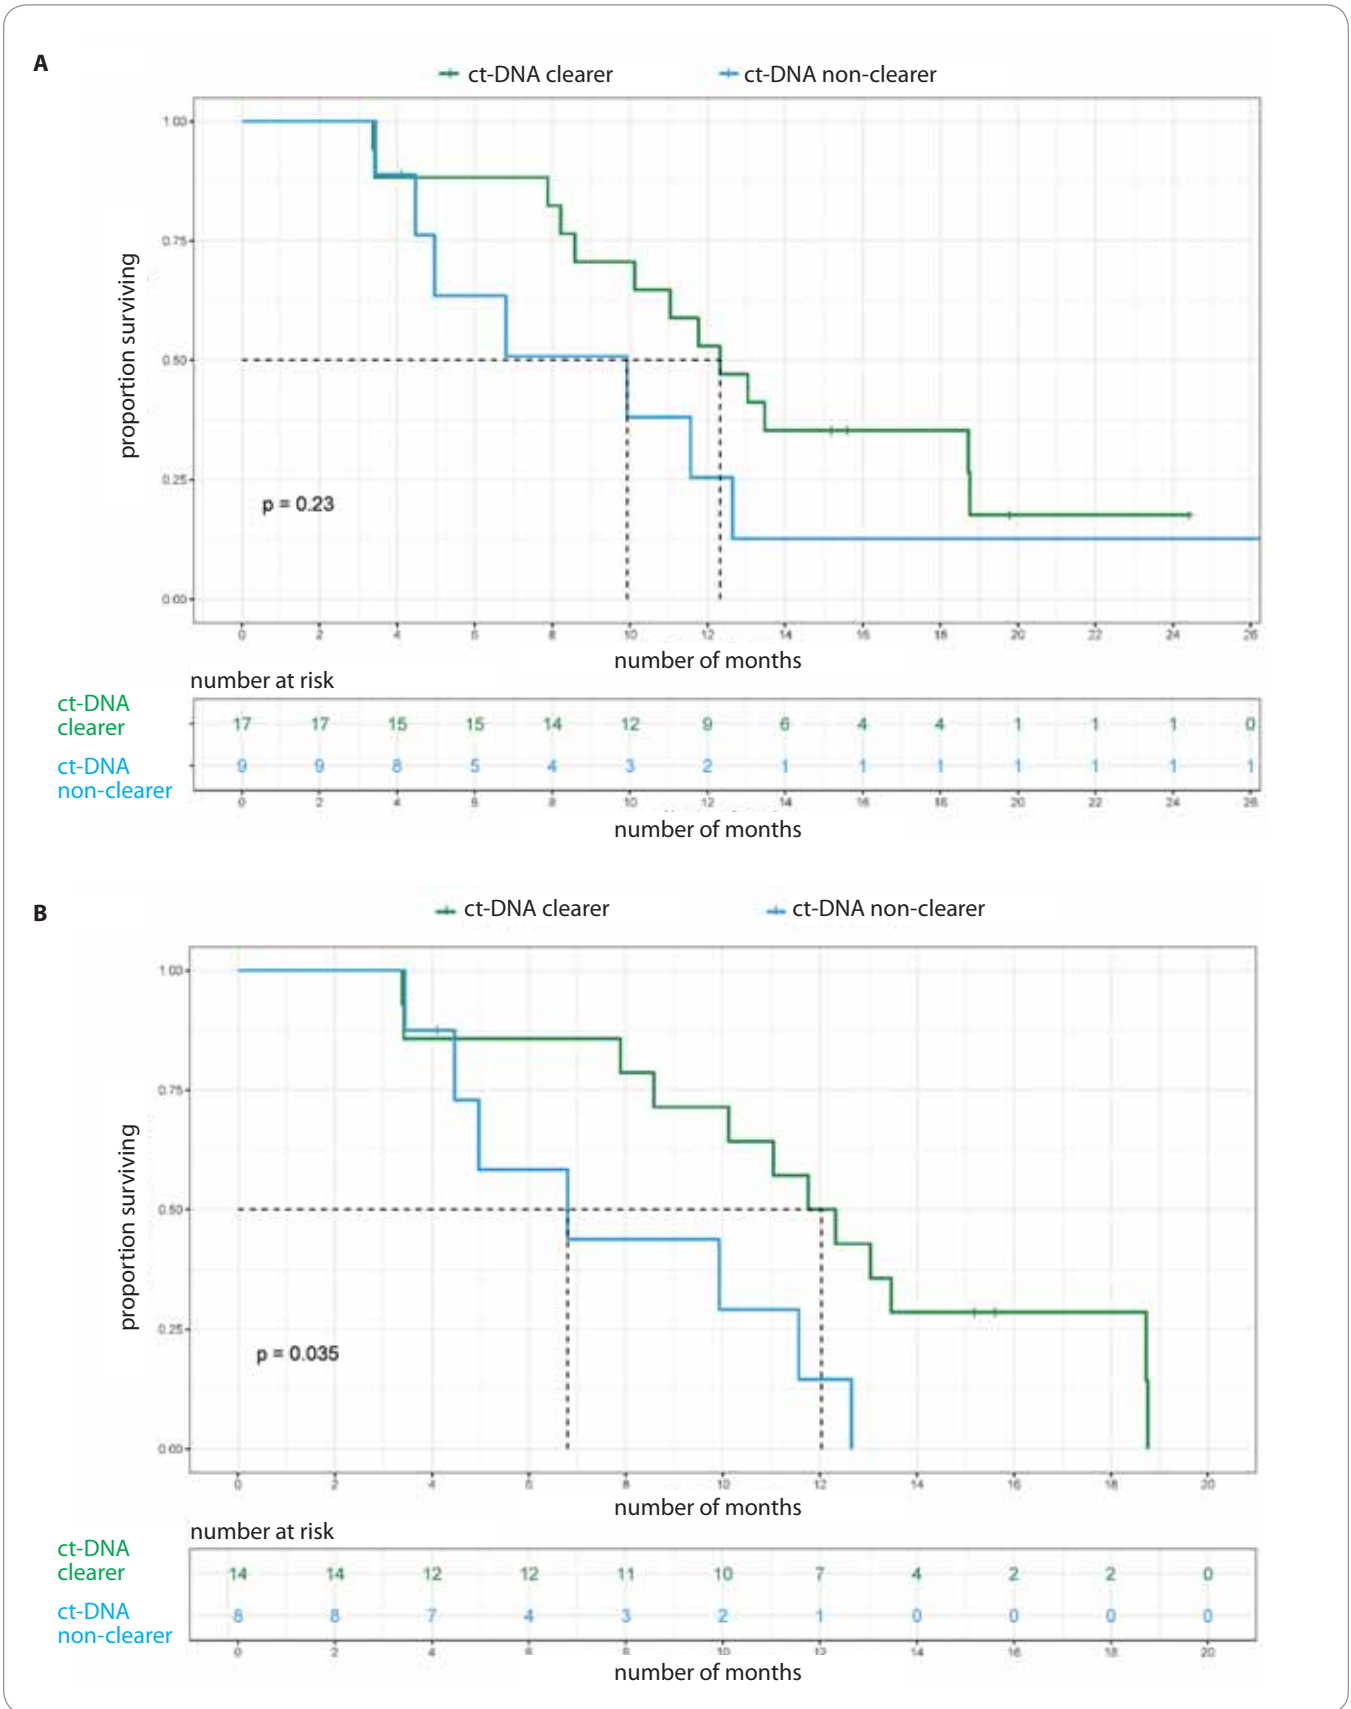 A
ct-DNA clearer ct-DNA non-clearer
1.00
0.75
0.50
0.25
0.00
proportion surviving
p = 0.23
0 2 4 6 8 10 12 14 16 18 20 22 24 26
number of months
number at risk
ct-DNA
clearer
17 17 15 15 14 12 9 6 4 4 1 1 1 0
ct-DNA
non-clearer
9 9 8 5 4 3 2 1 1 1 1 1 1 1
0 2 4 6 8 10 12 14 16 18 20 22 24 26
number of months
B
ct-DNA clearer ct-DNA non-clearer
1.00
0.75
0.50
0.25
0.00
proportion surviving
p = 0.035
0 2 4 6 8 10 12 14 16 18 20
number of months
number at risk
ct-DNA
clearer
14 14 12 12 11 10 7 4 2 2 0
ct-DNA
non-clearer
8 8 7 4 3 2 1 0 0 0 0
0 2 4 6 8 10 12 14 16 18 20
number of months